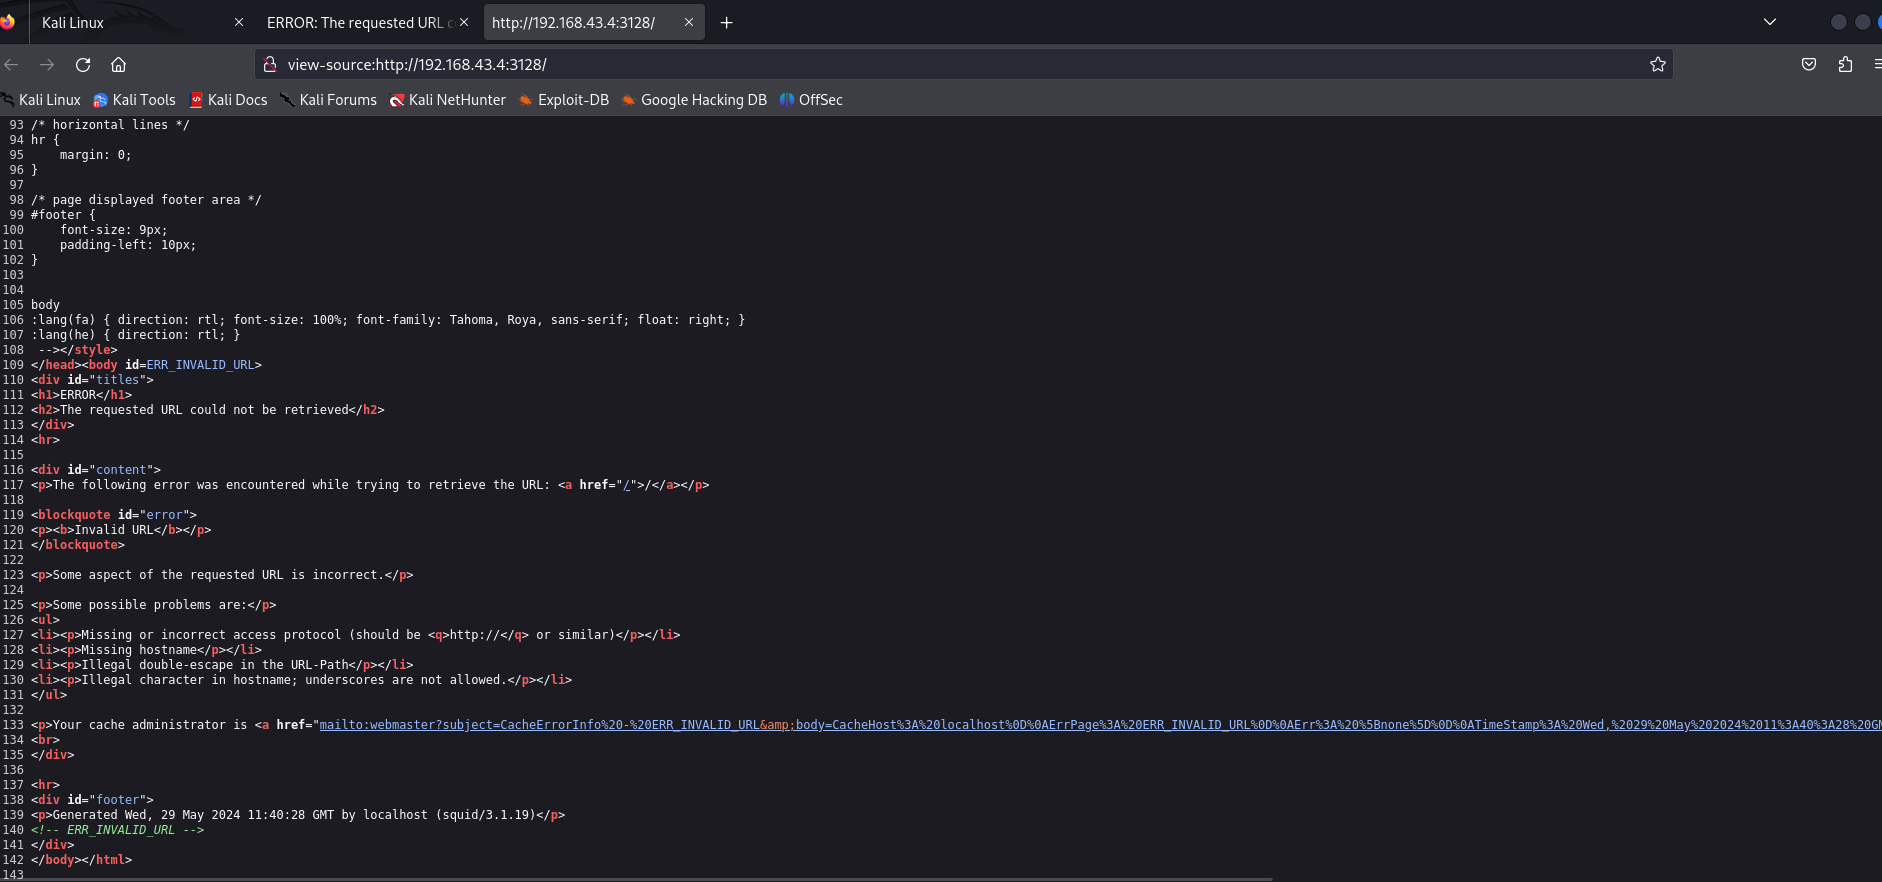 Kali Linux
ERROR: The requested URL c
http://192.168.43.4:3128/
view-source:http://192.168.43.4:3128/
Kali Linux Kali Tools Kali Docs Kali Forums Kali NetHunter Exploit-DB Google Hacking DB OffSec
93 /* horizontal lines */
94 hr {
95     margin: 0;
96 }
97
98 /* page displayed footer area */
99 #footer {
100     font-size: 9px;
101     padding-left: 10px;
102 }
103
104
105 body
106 :lang(fa) { direction: rtl; font-size: 100%; font-family: Tahoma, Roya, sans-serif; float: right; }
107 :lang(he) { direction: rtl; }
108  --></style>
109 </head><body id=ERR_INVALID_URL>
110 <div id="titles">
111 <h1>ERROR</h1>
112 <h2>The requested URL could not be retrieved</h2>
113 </div>
114 <hr>
115
116 <div id="content">
117 <p>The following error was encountered while trying to retrieve the URL: <a href="/">/</a></p>
118
119 <blockquote id="error">
120 <p><b>Invalid URL</b></p>
121 </blockquote>
122
123 <p>Some aspect of the requested URL is incorrect.</p>
124
125 <p>Some possible problems are:</p>
126 <ul>
127 <li><p>Missing or incorrect access protocol (should be <q>http://</q> or similar)</p></li>
128 <li><p>Missing hostname</p></li>
129 <li><p>Illegal double-escape in the URL-Path</p></li>
130 <li><p>Illegal character in hostname; underscores are not allowed.</p></li>
131 </ul>
132
133 <p>Your cache administrator is <a href="mailto:webmaster?subject=CacheErrorInfo%20-%20ERR_INVALID_URL&amp;body=CacheHost%3A%20localhost%0D%0AErrPage%3A%20ERR_INVALID_URL%0D%0AErr%3A%20%5Bnone%5D%0D%0ATimeStamp%3A%20Wed,%2029%20May%202024%2011%3A40%3A28%20GM
134 <br>
135 </div>
136
137 <hr>
138 <div id="footer">
139 <p>Generated Wed, 29 May 2024 11:40:28 GMT by localhost (squid/3.1.19)</p>
140 <!-- ERR_INVALID_URL -->
141 </div>
142 </body></html>
143